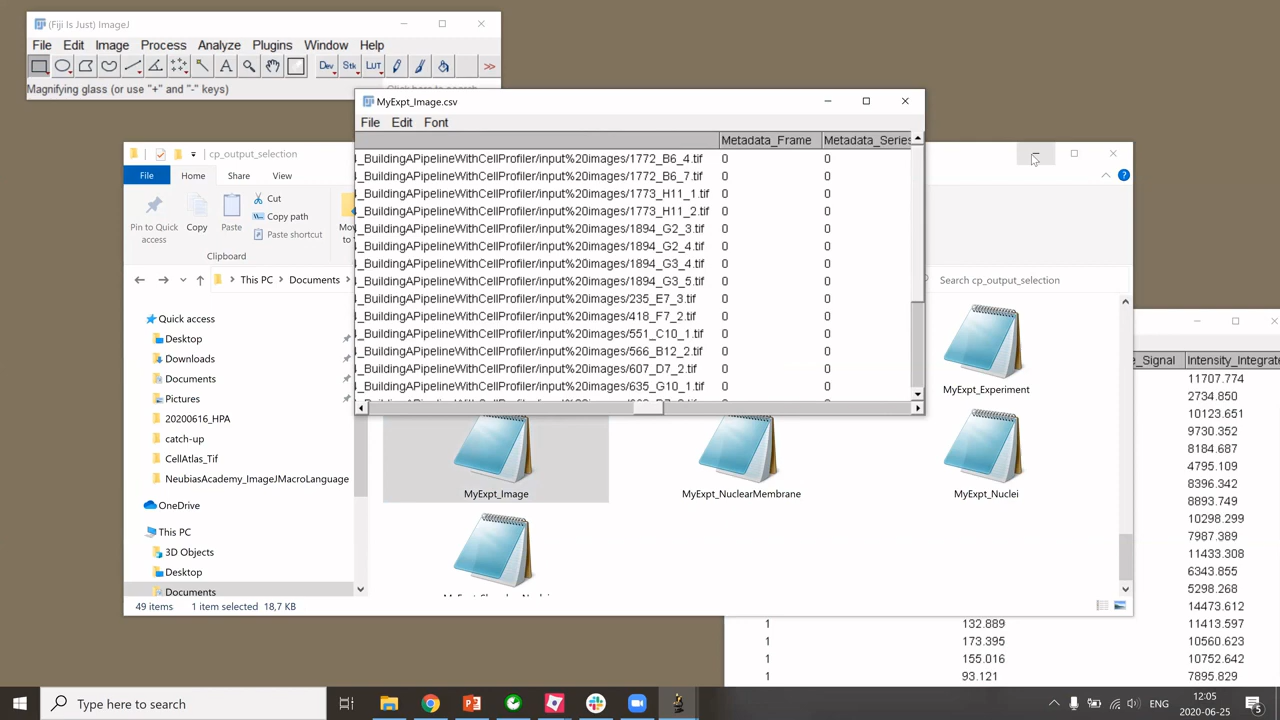 (Fiji Is Just) ImageJ
File Edit Image Process Analyze Plugins Window Help
Dev Stk LUT >>
Magnifying glass (or use "+" and "-" keys)
MyExpt_Image.csv
File Edit Font
Metadata_Frame Metadata_Series
_BuildingAPipelineWithCellProfiler/input%20images/1772_B6_4.tif 0 0
_BuildingAPipelineWithCellProfiler/input%20images/1772_B6_7.tif 0 0
_BuildingAPipelineWithCellProfiler/input%20images/1773_H11_1.tif 0 0
_BuildingAPipelineWithCellProfiler/input%20images/1773_H11_2.tif 0 0
_BuildingAPipelineWithCellProfiler/input%20images/1894_G2_3.tif 0 0
_BuildingAPipelineWithCellProfiler/input%20images/1894_G2_4.tif 0 0
_BuildingAPipelineWithCellProfiler/input%20images/1894_G3_4.tif 0 0
_BuildingAPipelineWithCellProfiler/input%20images/1894_G3_5.tif 0 0
_BuildingAPipelineWithCellProfiler/input%20images/235_E7_3.tif 0 0
_BuildingAPipelineWithCellProfiler/input%20images/418_F7_2.tif 0 0
_BuildingAPipelineWithCellProfiler/input%20images/551_C10_1.tif 0 0
_BuildingAPipelineWithCellProfiler/input%20images/566_B12_2.tif 0 0
_BuildingAPipelineWithCellProfiler/input%20images/607_D7_2.tif 0 0
_BuildingAPipelineWithCellProfiler/input%20images/635_G10_1.tif 0 0
cp_output_selection
File Home Share View
Pin to Quick access
Copy
Paste
Cut
Copy path
Paste shortcut
Clipboard
This PC Documents
Search cp_output_selection
Quick access
Desktop
Downloads
Documents
Pictures
20200616_HPA
catch-up
CellAtlas_Tif
NeubiasAcademy_ImageJMacroLanguage
OneDrive
This PC
3D Objects
Desktop
Documents
MyExpt_Experiment
MyExpt_Image
MyExpt_NuclearMembrane
MyExpt_Nuclei
49 items 1 item selected 18,7 KB
_Signal Intensity_Integrate
11707.774
2734.850
10123.651
9730.352
8184.687
4795.109
8396.342
8893.749
10298.299
7987.389
11433.308
6343.855
5298.268
14473.612
1 132.889 11413.597
1 173.395 10560.623
1 155.016 10752.642
1 93.121 7895.829
Type here to search
ENG
12:05
2020-06-25
5